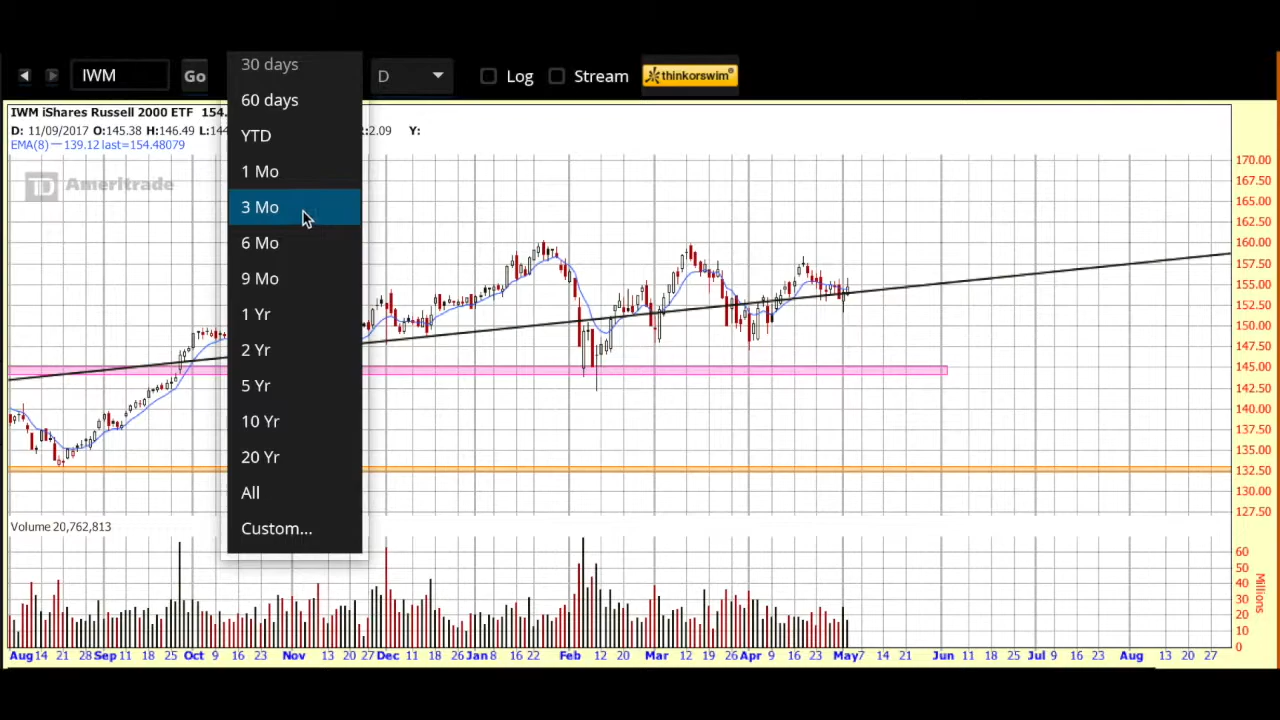 IWM
Go
D
Log
Stream
thinkorswim
30 days
60 days
YTD
1 Mo
3 Mo
6 Mo
9 Mo
1 Yr
2 Yr
5 Yr
10 Yr
20 Yr
All
Custom...
IWM iShares Russell 2000 ETF 154.
D: 11/09/2017 O:145.38 H:146.49 L:14 :2.09 Y:
EMA(8) 139.12 last=154.48079
TD Ameritrade
170.00
167.50
165.00
162.50
160.00
157.50
155.00
152.50
150.00
147.50
145.00
142.50
140.00
137.50
135.00
132.50
130.00
127.50
Volume 20,762,813
60
50
40
30
20
10
0
Millions
Aug 14 21 28 Sep 11 18 25 Oct 9 16 23 Nov 13 20 27 Dec 11 18 26 Jan 8 16 22 Feb 12 20 Mar 12 19 26 Apr 9 16 23 May 7 14 21 Jun 11 18 25 Jul 9 16 23 Aug 13 20 27